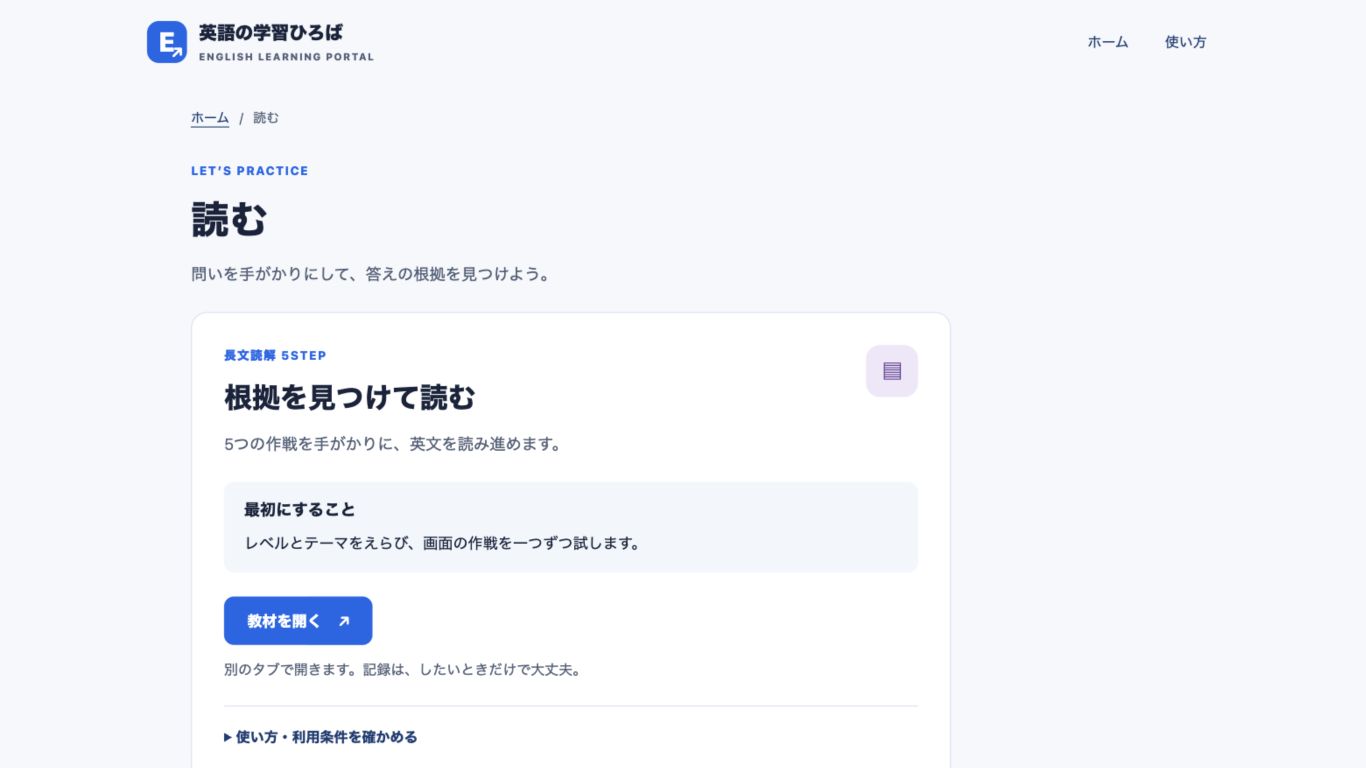 E
英語の学習ひろば
ENGLISH LEARNING PORTAL
ホーム
使い方
ホーム / 読む
LET'S PRACTICE
読む
問いを手がかりにして、答えの根拠を見つけよう。
長文読解 5STEP
根拠を見つけて読む
5つの作戦を手がかりに、英文を読み進めます。
最初にすること
レベルとテーマをえらび、画面の作戦を一つずつ試します。
教材を開く ↗
別のタブで開きます。記録は、したいときだけで大丈夫。
▶ 使い方・利用条件を確かめる